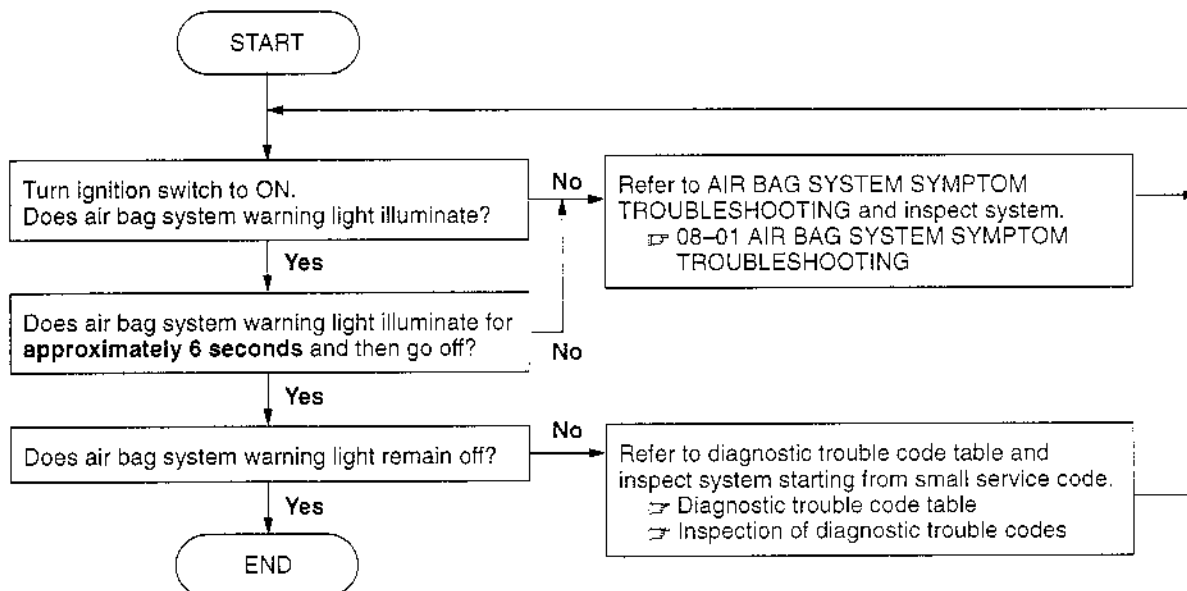 START
Turn ignition switch to ON.
Does air bag system warning light illuminate?
No
Refer to AIR BAG SYSTEM SYMPTOM
TROUBLESHOOTING and inspect system.
☞ 08–01 AIR BAG SYSTEM SYMPTOM
TROUBLESHOOTING
Yes
Does air bag system warning light illuminate for
approximately 6 seconds and then go off?
No
Yes
Does air bag system warning light remain off?
No
Refer to diagnostic trouble code table and
inspect system starting from small service code.
☞ Diagnostic trouble code table
☞ Inspection of diagnostic trouble codes
Yes
END